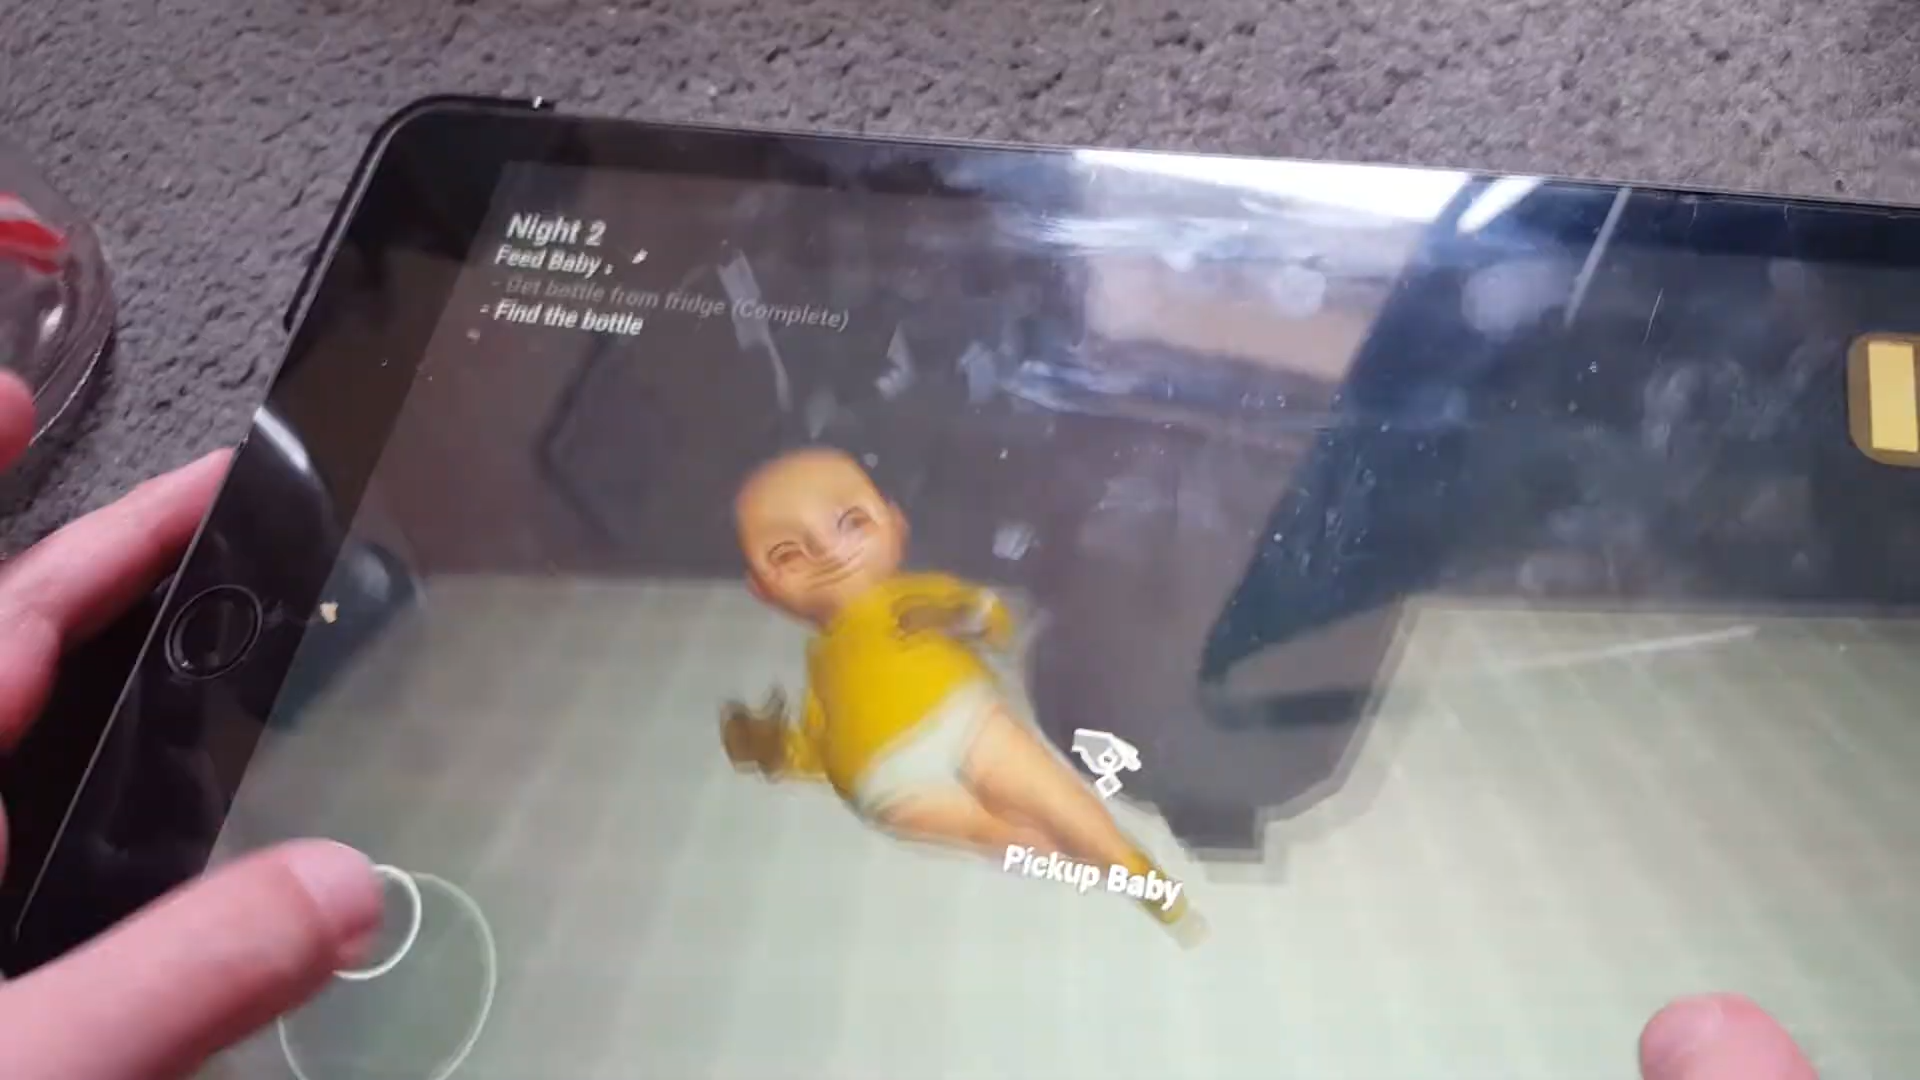 Night 2
Feed Baby :
- Get bottle from fridge (Complete)
- Find the bottle
Pickup Baby